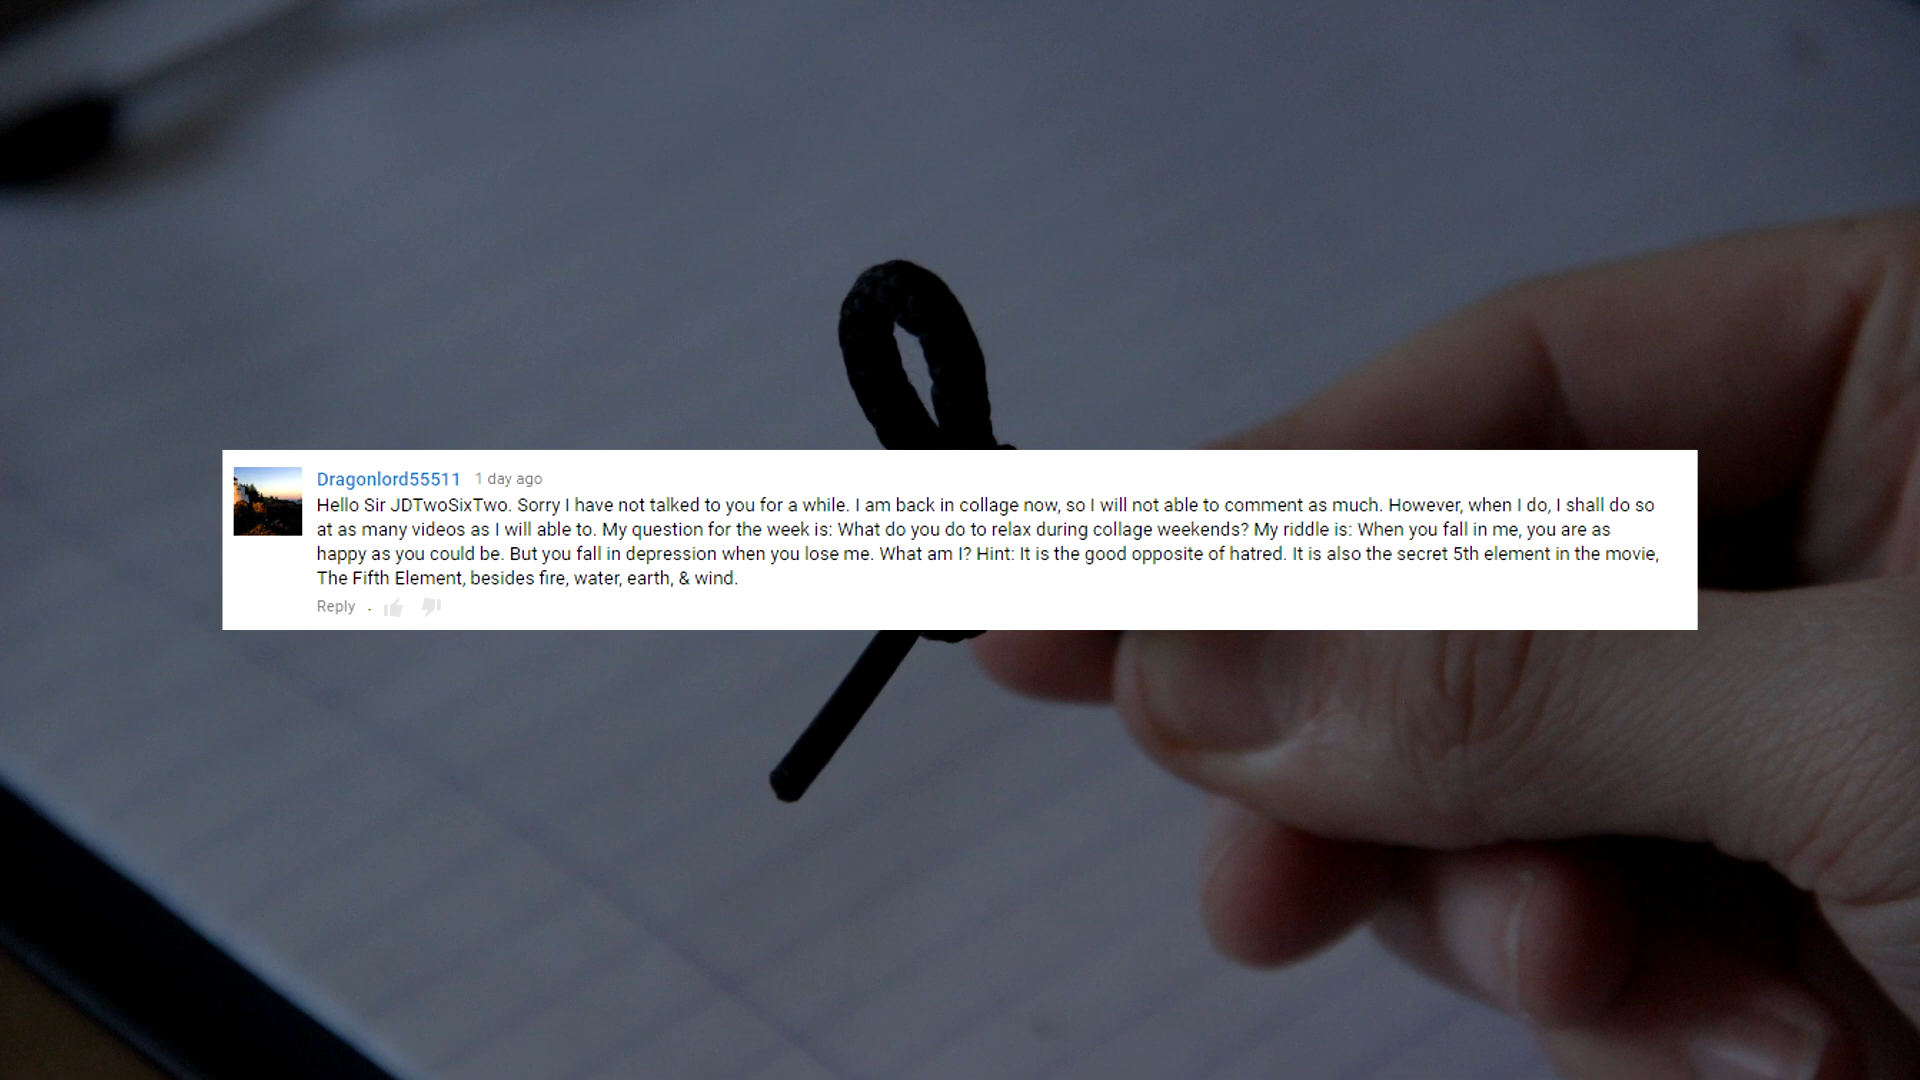 Dragonlord55511 1 day ago
Hello Sir JDTwoSixTwo. Sorry I have not talked to you for a while. I am back in collage now, so I will not able to comment as much. However, when I do, I shall do so
at as many videos as I will able to. My question for the week is: What do you do to relax during collage weekends? My riddle is: When you fall in me, you are as
happy as you could be. But you fall in depression when you lose me. What am I? Hint: It is the good opposite of hatred. It is also the secret 5th element in the movie,
The Fifth Element, besides fire, water, earth, & wind.
Reply .